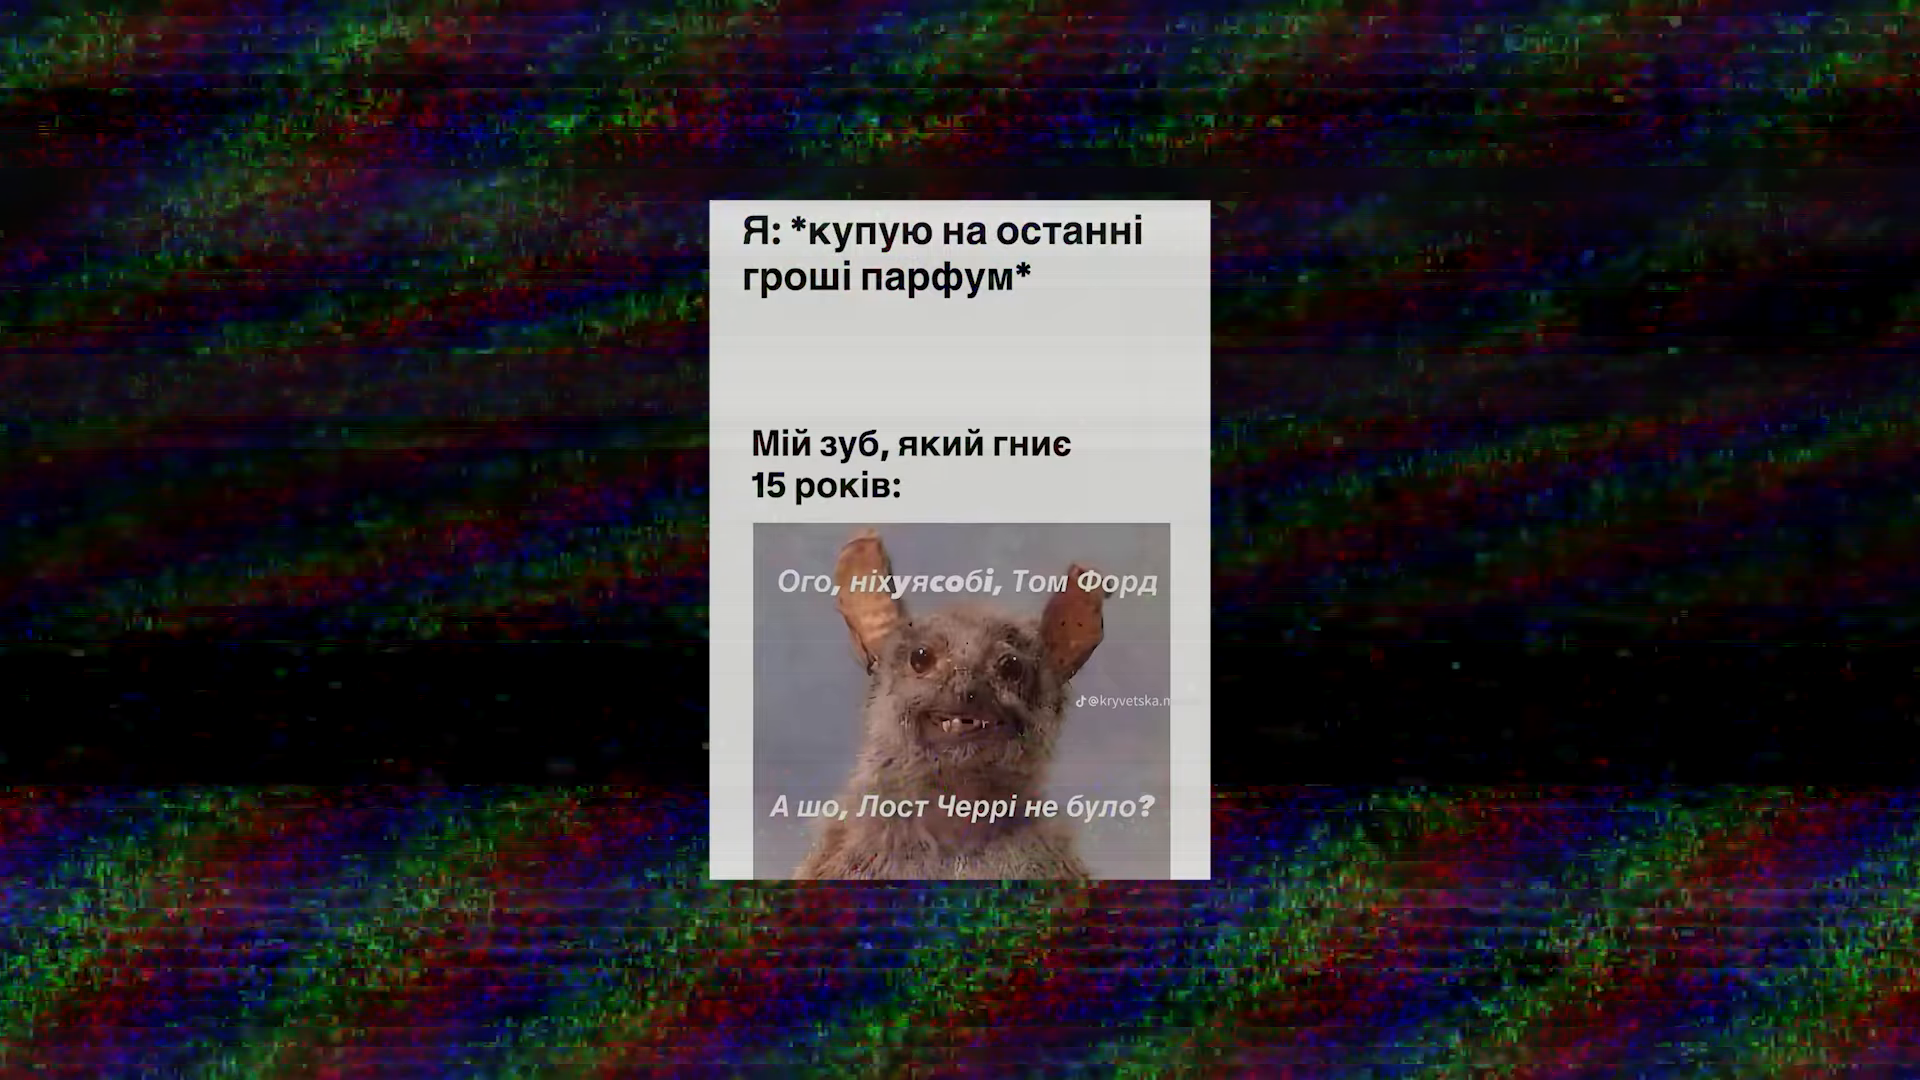 Я: *купую на останні
гроші парфум*
Мій зуб, який гниє
15 років:
Ого, ніхуясобі, Том Форд
@kryvetska.m
А шо, Лост Черрі не було?